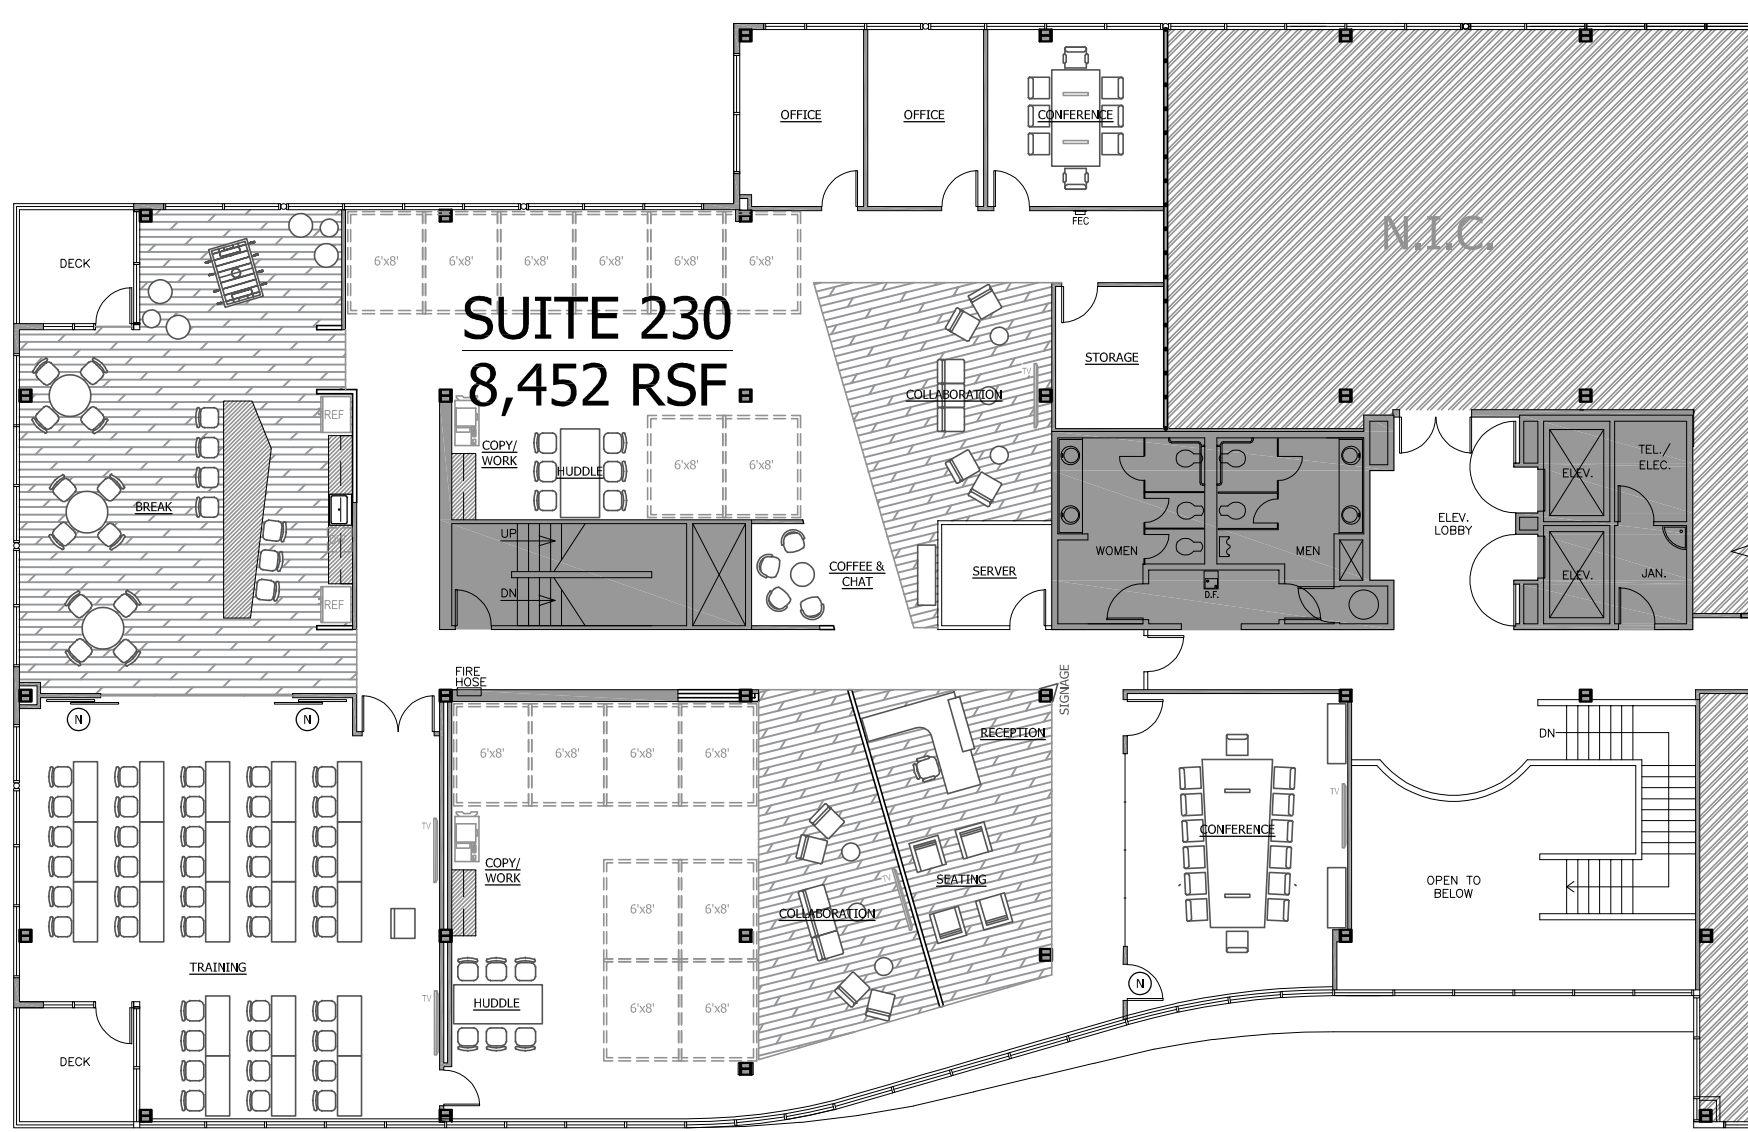 OFFICE
OFFICE
CONFERENCE
FEC
N.I.C.
DECK
6'x8'
6'x8'
6'x8'
6'x8'
6'x8'
6'x8'
SUITE 230
8,452 RSF
STORAGE
TV
COLLABORATION
REF
COPY/
WORK
HUDDLE
6'x8'
6'x8'
BREAK
UP
DN
REF
COFFEE &
CHAT
SERVER
WOMEN
MEN
D.F.
ELEV.
LOBBY
ELEV.
ELEV.
TEL./
ELEC.
JAN.
FIRE
HOSE
SIGNAGE
N
N
6'x8'
6'x8'
6'x8'
6'x8'
RECEPTION
DN
TV
TV
CONFERENCE
COPY/
WORK
TV
SEATING
6'x8'
6'x8'
COLLABORATION
OPEN TO
BELOW
TRAINING
TV
HUDDLE
6'x8'
6'x8'
N
DECK